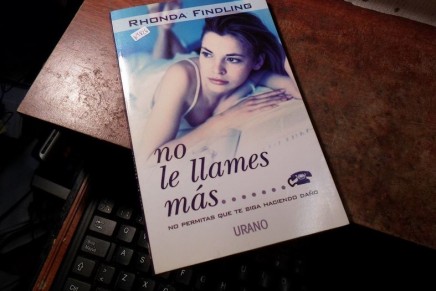 RHONDA FINDLING
no
le llames
más.......
NO PERMITAS QUE TE SIGA HACIENDO DAÑO
URANO